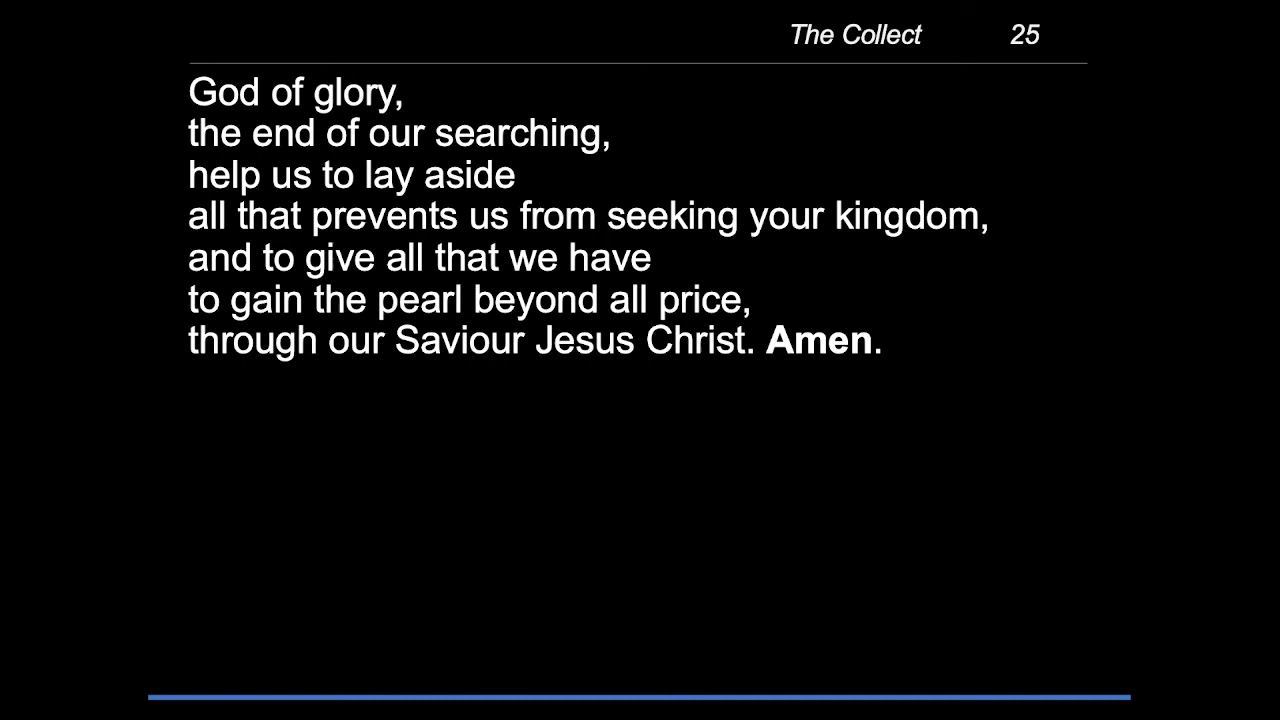 The Collect 25
God of glory,
the end of our searching,
help us to lay aside
all that prevents us from seeking your kingdom,
and to give all that we have
to gain the pearl beyond all price,
through our Saviour Jesus Christ. Amen.